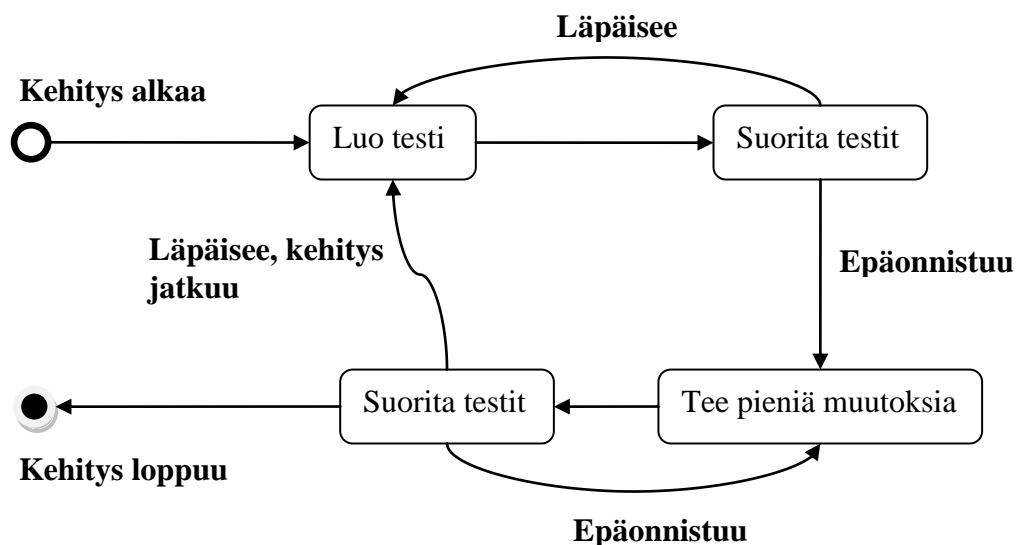 Läpäisee
Kehitys alkaa
Luo testi
Suorita testit
Läpäisee, kehitys
jatkuu
Epäonnistuu
Suorita testit
Tee pieniä muutoksia
Kehitys loppuu
Epäonnistuu